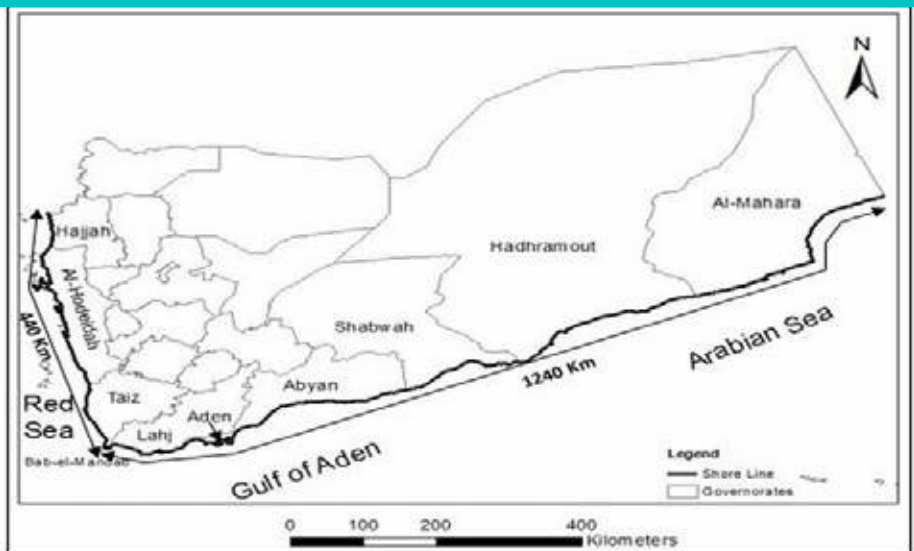 N
Hajjah
Al-Hodeidah
Al-Mahara
Hadhramout
Shabwah
440 Km
Abyan
Taiz
Aden
Lahj
Red
Sea
Bab-el-Mandab
1240 Km
Arabian Sea
Gulf of Aden
Legend
Shore Line
Governorates
0 100 200 400
Kilometers